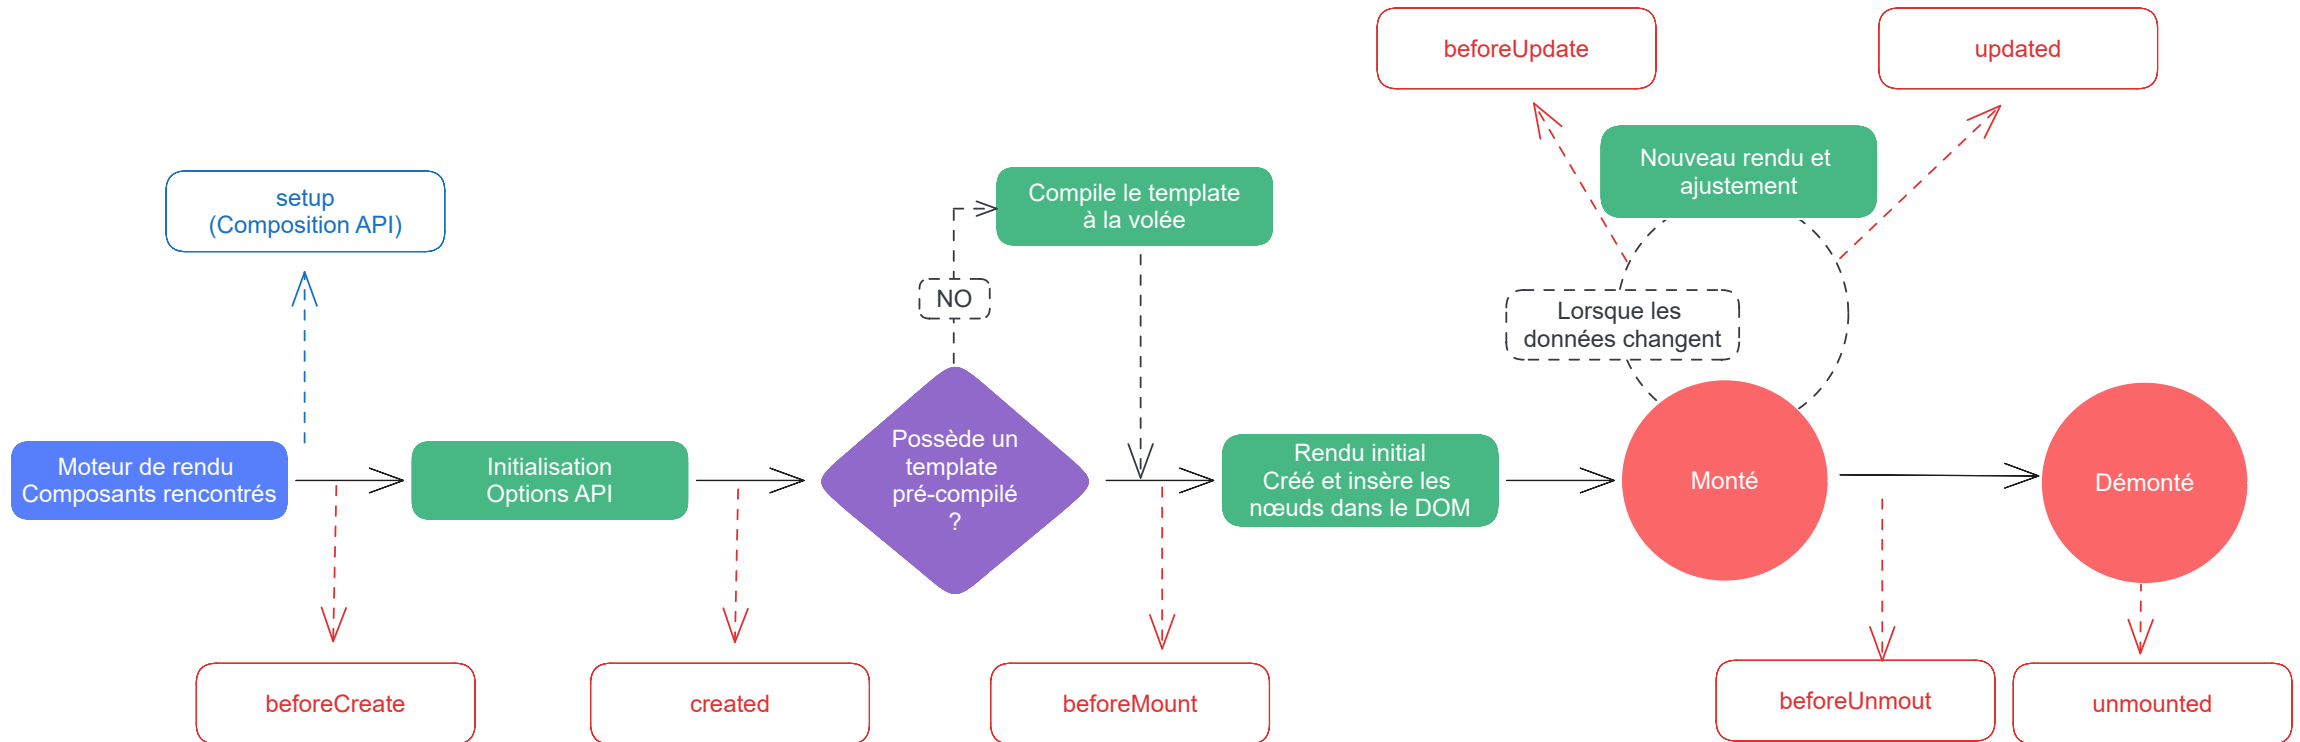 beforeUpdate
updated
Nouveau rendu et
ajustement
setup
(Composition API)
Compile le template
à la volée
NO
Lorsque les
données changent
Moteur de rendu
Composants rencontrés
Initialisation
Options API
Possède un
template
pré-compilé
?
Rendu initial
Créé et insère les
nœuds dans le DOM
Monté
Démonté
beforeCreate
created
beforeMount
beforeUnmout
unmounted